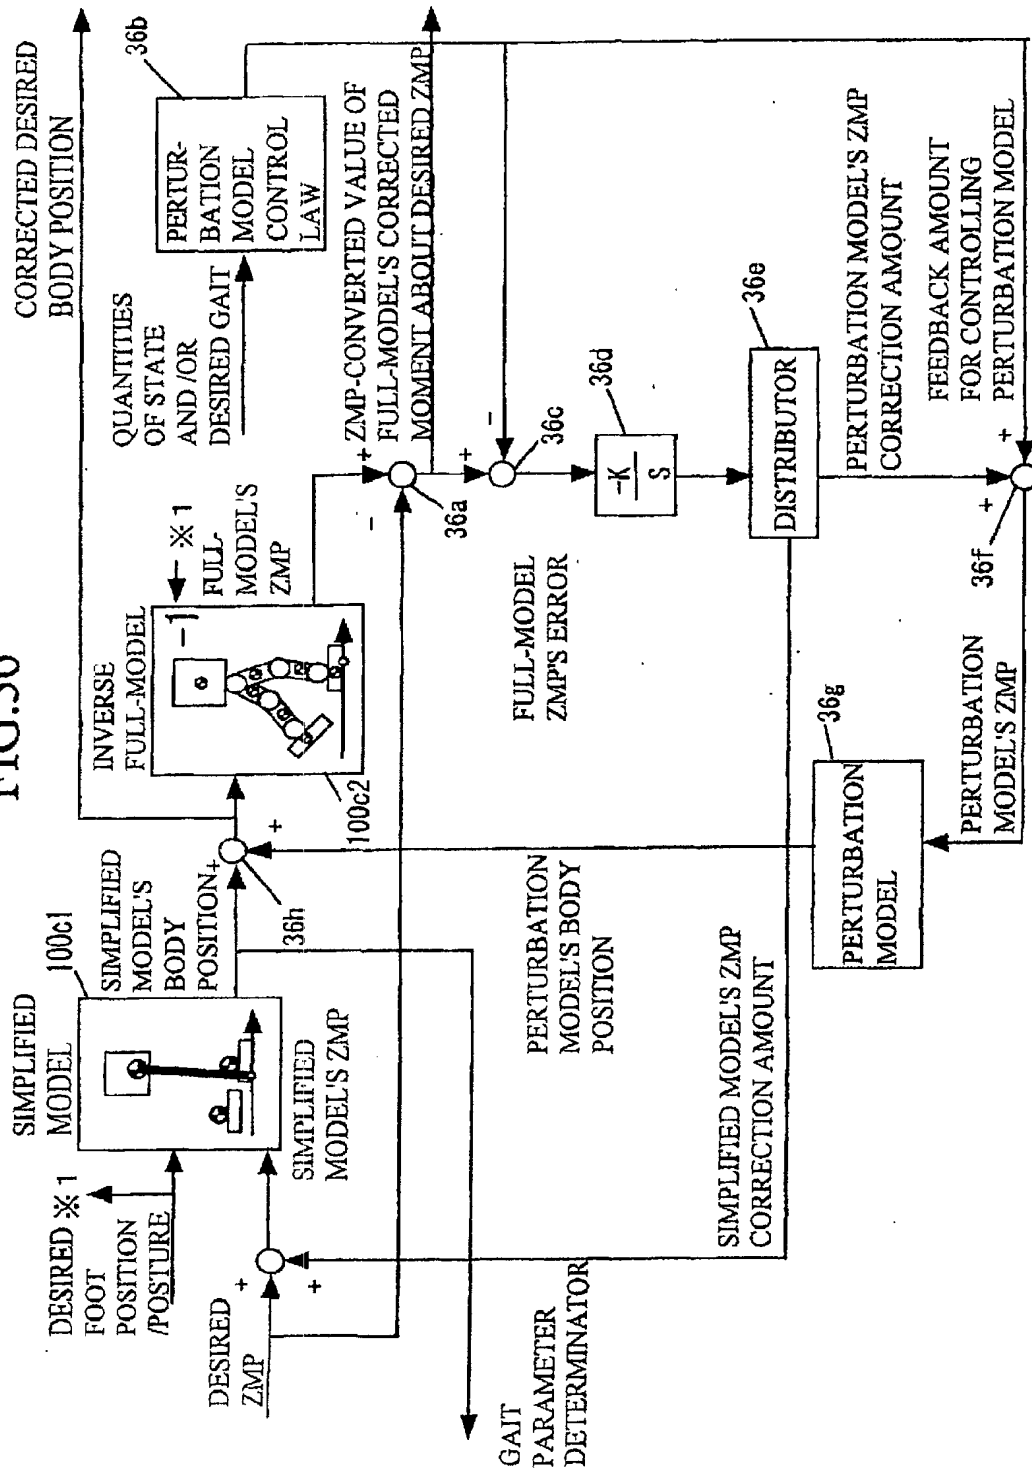 FIG.36
SIMPLIFIED
MODEL
100c1
DESIRED
FOOT
POSITION
/POSTURE
※1
DESIRED
ZMP
+
+
SIMPLIFIED
MODEL'S ZMP
SIMPLIFIED
MODEL'S
BODY
POSITION
+
+
36h
GAIT
PARAMETER
DETERMINATOR
INVERSE
FULL-MODEL
-1
100c2
※1
FULL-
MODEL'S
ZMP
CORRECTED DESIRED
BODY POSITION
QUANTITIES
OF STATE
AND /OR
DESIRED GAIT
PERTUR-
BATION
MODEL
CONTROL
LAW
36b
-
+
36a
ZMP-CONVERTED VALUE OF
FULL-MODEL'S CORRECTED
MOMENT ABOUT DESIRED ZMP
+
-
36c
FULL-MODEL
ZMP'S ERROR
-K
S
36d
DISTRIBUTOR
36e
SIMPLIFIED MODEL'S ZMP
CORRECTION AMOUNT
PERTURBATION MODEL'S ZMP
CORRECTION AMOUNT
FEEDBACK AMOUNT
FOR CONTROLLING
PERTURBATION MODEL
+
+
36f
PERTURBATION
MODEL'S ZMP
PERTURBATION
MODEL
36g
PERTURBATION
MODEL'S BODY
POSITION